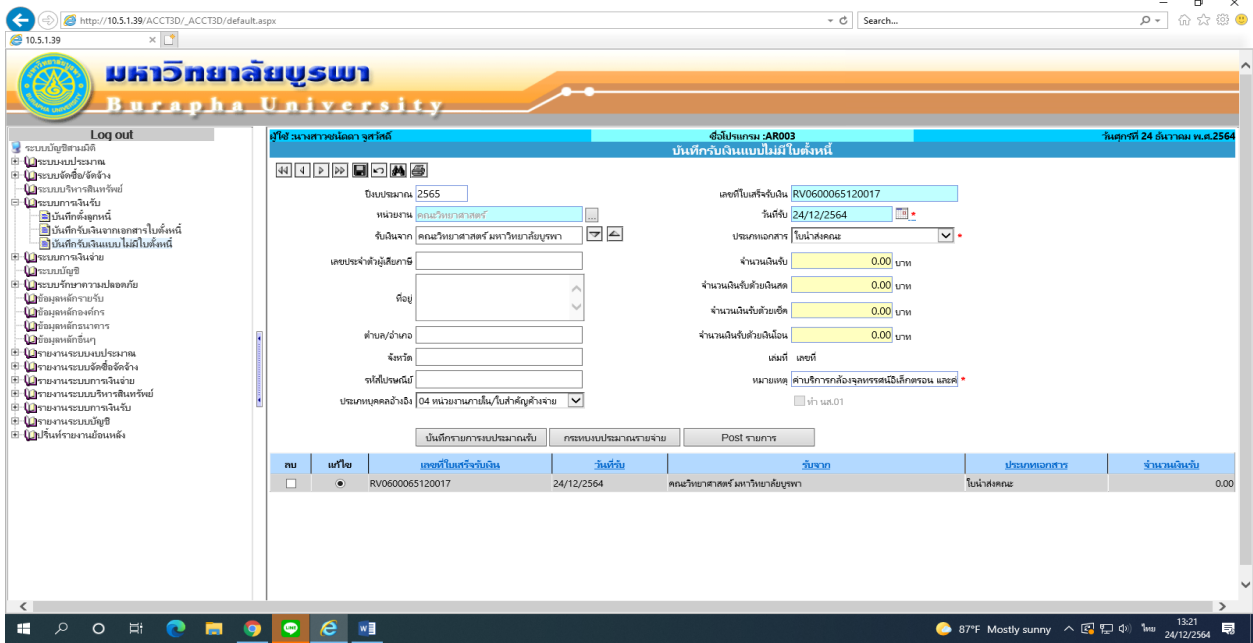 http://10.5.1.39/ACCT3D/_ACCT3D/default.aspx
Search...
10.5.1.39
มหาวิทยาลัยบูรพา
Burapha University
Log out
ผู้ใช้ :นางสาวชนัดดา จูสวัสดิ์ ชื่อโปรแกรม :AR003 วันศุกร์ที่ 24 ธันวาคม พ.ศ.2564
บันทึกรับเงินแบบไม่มีใบตั้งหนี้
ระบบบัญชีสามมิติ
ระบบงบประมาณ
ระบบจัดซื้อ/จัดจ้าง
ระบบบริหารสินทรัพย์
ระบบการเงินรับ
บันทึกตั้งลูกหนี้
บันทึกรับเงินจากเอกสารใบตั้งหนี้
บันทึกรับเงินแบบไม่มีใบตั้งหนี้
ระบบการเงินจ่าย
ระบบบัญชี
ระบบรักษาความปลอดภัย
ข้อมูลหลักรายรับ
ข้อมูลหลักองค์กร
ข้อมูลหลักธนาคาร
ข้อมูลหลักอื่นๆ
รายงานระบบงบประมาณ
รายงานระบบจัดซื้อจัดจ้าง
รายงานระบบการเงินจ่าย
รายงานระบบบริหารสินทรัพย์
รายงานระบบการเงินรับ
รายงานระบบบัญชี
ปริ้นท์รายงานย้อนหลัง
ปีงบประมาณ 2565 เลขที่ใบเสร็จรับเงิน RV0600065120017
หน่วยงาน คณะวิทยาศาสตร์ ... วันที่รับ 24/12/2564 *
รับเงินจาก คณะวิทยาศาสตร์ มหาวิทยาลัยบูรพา ประเภทเอกสาร ใบนำส่งคณะ *
เลขประจำตัวผู้เสียภาษี จำนวนเงินรับ 0.00 บาท
ที่อยู่ จำนวนเงินรับด้วยเงินสด 0.00 บาท
จำนวนเงินรับด้วยเช็ค 0.00 บาท
ตำบล/อำเภอ จำนวนเงินรับด้วยเงินโอน 0.00 บาท
จังหวัด เล่มที่ เลขที่
รหัสไปรษณีย์ หมายเหตุ ค่าบริการกล้องจุลทรรศน์อิเล็กตรอน และค่ *
ประเภทบุคคลอ้างอิง 04 หน่วยงานภายใน/ใบสำคัญค้างจ่าย ทำ นส.01
บันทึกรายการงบประมาณรับ กระทบงบประมาณรายจ่าย Post รายการ
ลบ แก้ไข เลขที่ใบเสร็จรับเงิน วันที่รับ รับจาก ประเภทเอกสาร จำนวนเงินรับ
RV0600065120017 24/12/2564 คณะวิทยาศาสตร์ มหาวิทยาลัยบูรพา ใบนำส่งคณะ 0.00
87°F Mostly sunny ไทย 13:21
24/12/2564